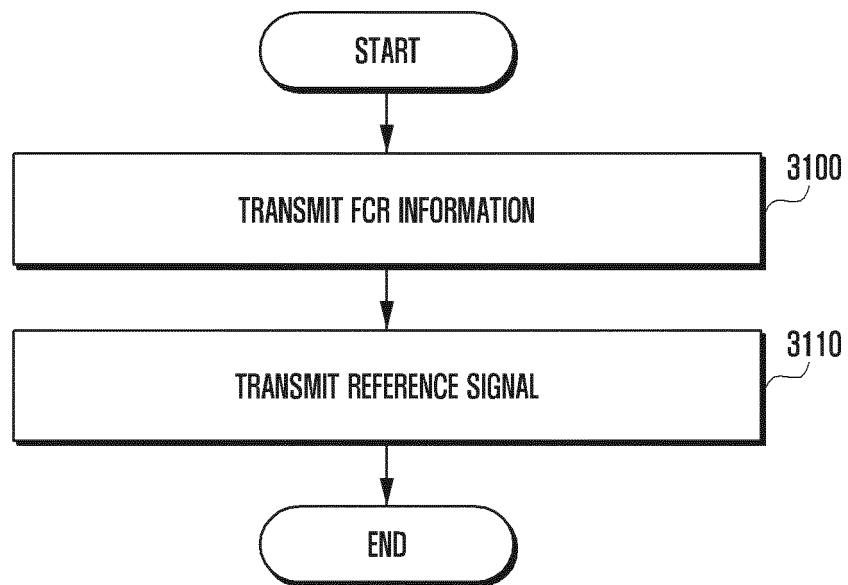 START
3100
TRANSMIT FCR INFORMATION
3110
TRANSMIT REFERENCE SIGNAL
END